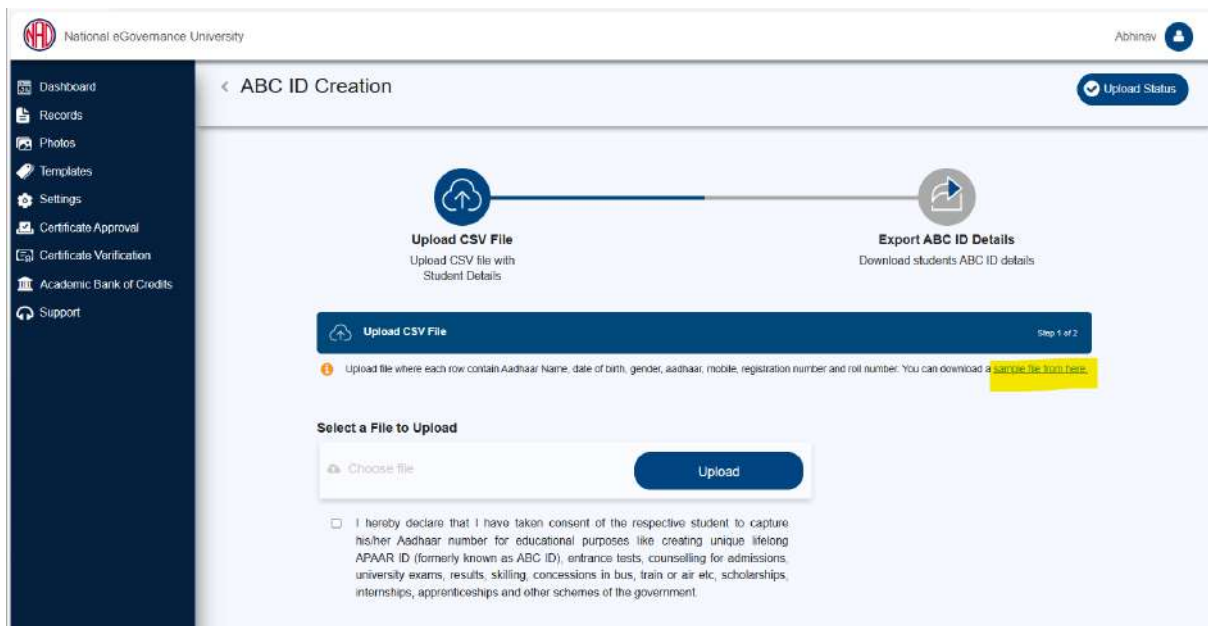 NAD
National eGovernance University
Abhinav
Dashboard
Records
Photos
Templates
Settings
Certificate Approval
Certificate Verification
Academic Bank of Credits
Support
< ABC ID Creation
Upload Status
Upload CSV File
Upload CSV file with
Student Details
Export ABC ID Details
Download students ABC ID details
Upload CSV File
Step 1 of 2
Upload file where each row contain Aadhaar Name, date of birth, gender, aadhaar, mobile, registration number and roll number. You can download a sample file from here.
Select a File to Upload
Choose file
Upload
I hereby declare that I have taken consent of the respective student to capture
his/her Aadhaar number for educational purposes like creating unique lifelong
APAAR ID (formerly known as ABC ID), entrance tests, counselling for admissions,
university exams, results, skilling, concessions in bus, train or air etc, scholarships,
internships, apprenticeships and other schemes of the government.